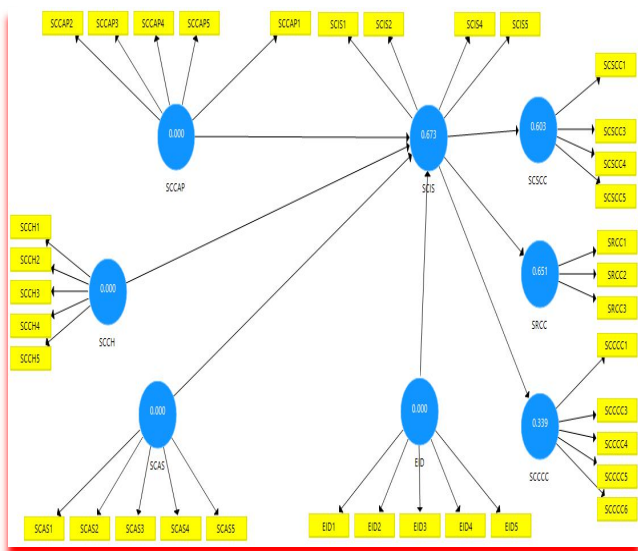 SCCAP2 SCCAP3 SCCAP4 SCCAP5 SCCAP1 SCIS1 SCIS2 SCIS4 SCIS5
SCSCC1
0.000
SCCAP
0.673
SCIS
0.603
SCSCC
SCSCC3
SCSCC4
SCSCC5
SCCH1
SCCH2
SCCH3
SCCH4
SCCH5
0.000
SCCH
0.651
SRCC
SRCC1
SRCC2
SRCC3
SCCCC1
0.000
SCAS
0.000
EID
0.339
SCCCC
SCCCC3
SCCCC4
SCCCC5
SCCCC6
SCAS1 SCAS2 SCAS3 SCAS4 SCAS5
EID1 EID2 EID3 EID4 EID5